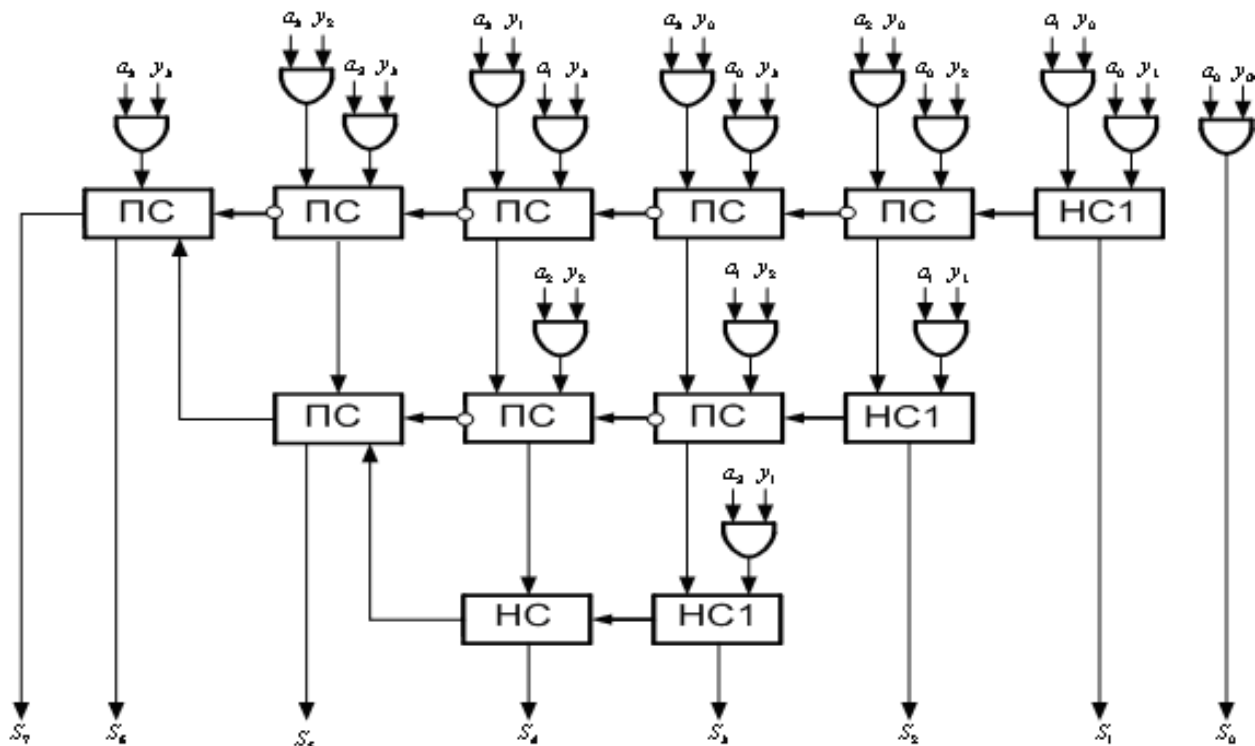 a₃ y₂ a₃ y₁ a₃ y₀ a₂ y₀ a₁ y₀
a₃ y₃ a₂ y₃ a₁ y₃ a₀ y₃ a₀ y₂ a₀ y₁ a₀ y₀
ПС ПС ПС ПС ПС НС1
a₂ y₂ a₁ y₂ a₁ y₁
ПС ПС ПС НС1
a₂ y₁
НС НС1
S₇ S₆ S₅ S₄ S₃ S₂ S₁ S₀